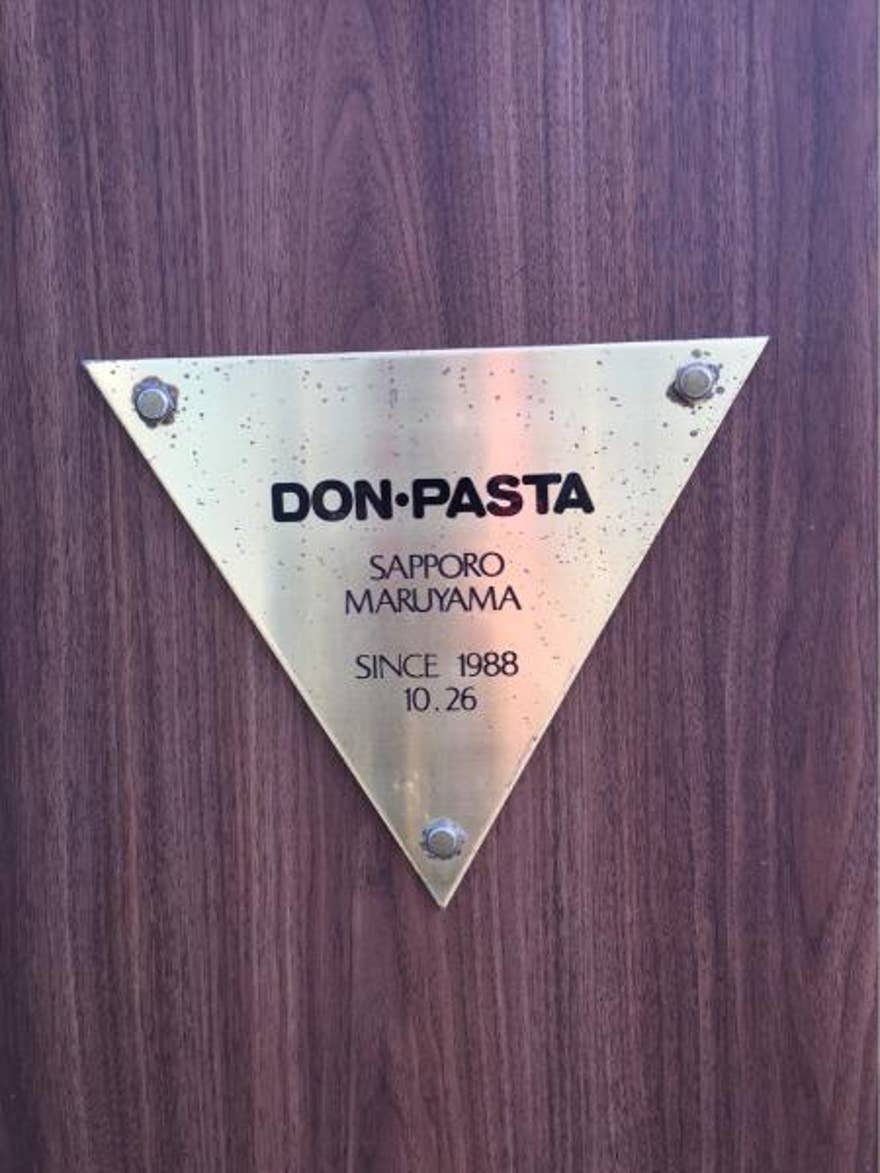 DON•PASTA
SAPPORO
MARUYAMA
SINCE 1988
10.26